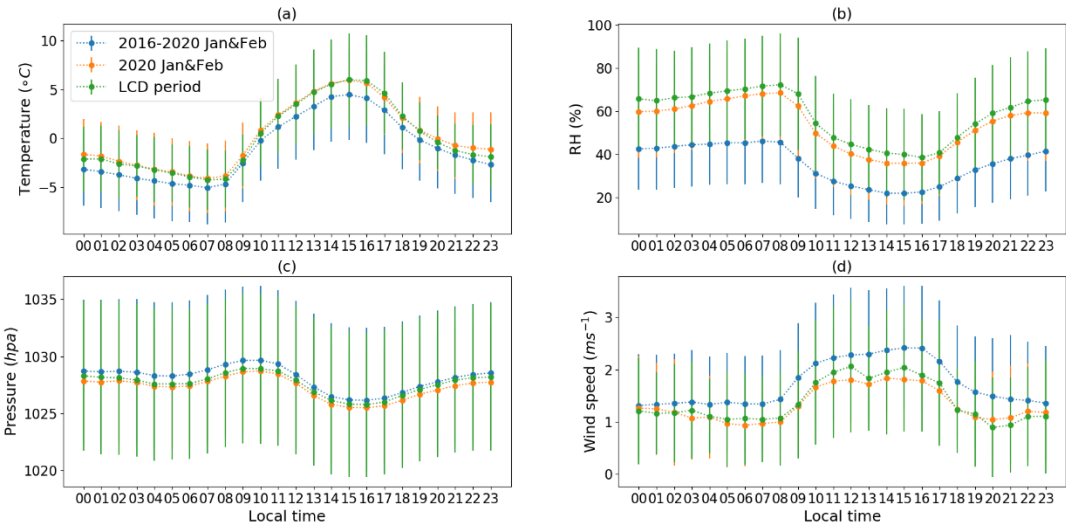 (a)
Temperature (∘C)
10
5
0
−5
2016-2020 Jan&Feb
2020 Jan&Feb
LCD period
00 01 02 03 04 05 06 07 08 09 10 11 12 13 14 15 16 17 18 19 20 21 22 23
(b)
RH (%)
100
80
60
40
20
00 01 02 03 04 05 06 07 08 09 10 11 12 13 14 15 16 17 18 19 20 21 22 23
(c)
Pressure (hpa)
1035
1030
1025
1020
00 01 02 03 04 05 06 07 08 09 10 11 12 13 14 15 16 17 18 19 20 21 22 23
Local time
(d)
Wind speed (ms⁻¹)
3
2
1
0
00 01 02 03 04 05 06 07 08 09 10 11 12 13 14 15 16 17 18 19 20 21 22 23
Local time